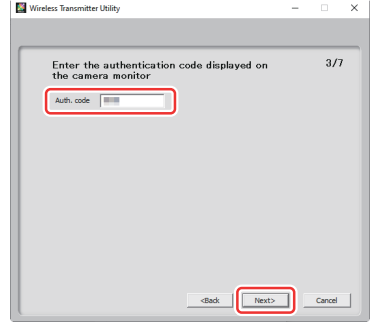 Wireless Transmitter Utility
Enter the authentication code displayed on
the camera monitor
3/7
Auth. code
<Back
Next>
Cancel